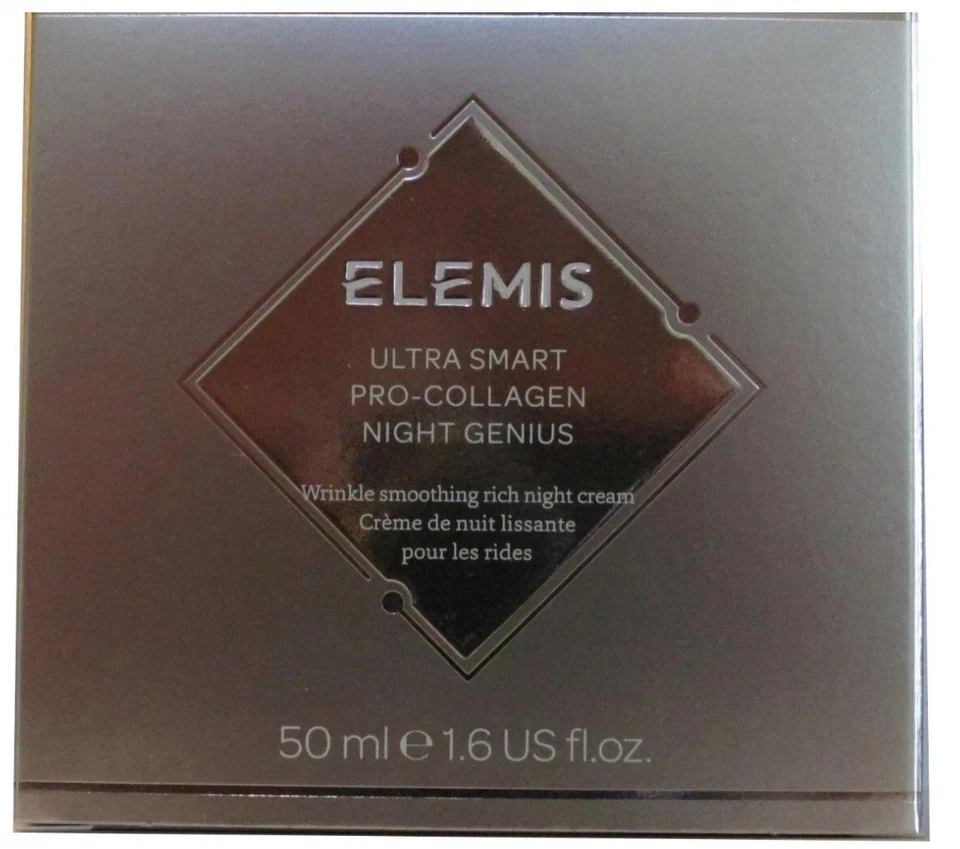 ELEMIS
ULTRA SMART
PRO-COLLAGEN
NIGHT GENIUS
Wrinkle smoothing rich night cream
Crème de nuit lissante
pour les rides
50 ml ℮ 1.6 US fl.oz.